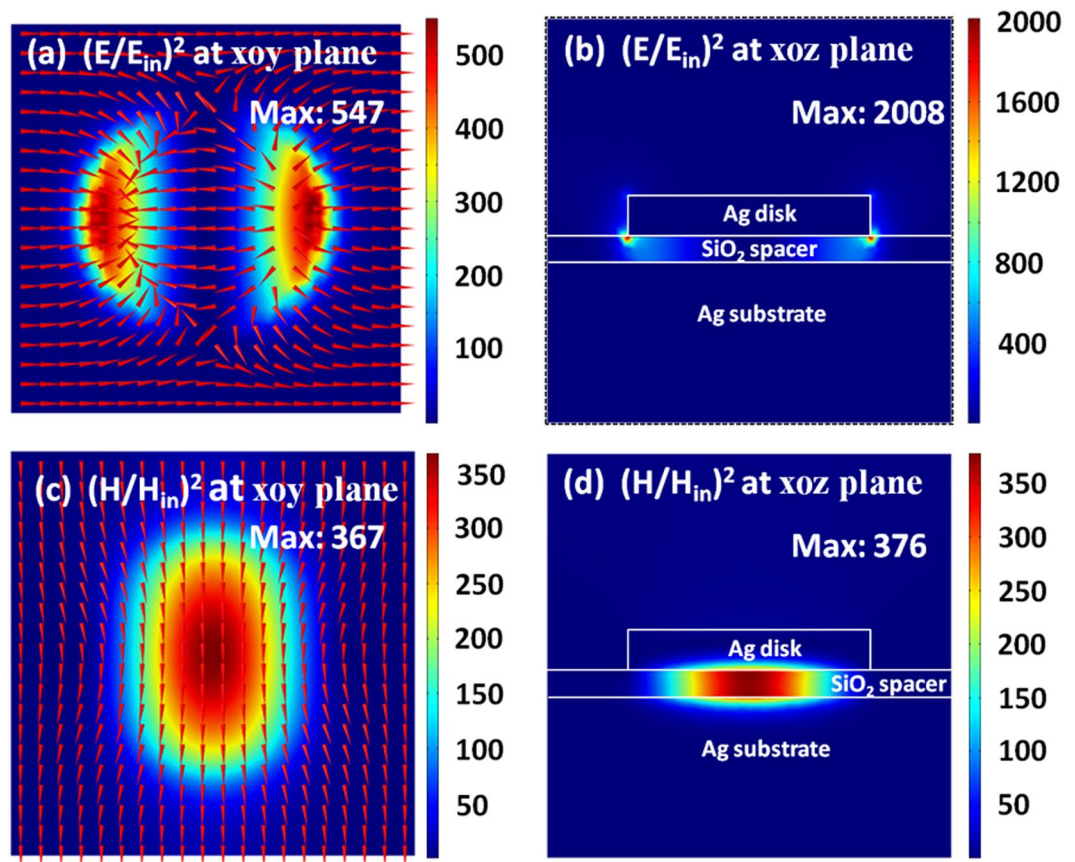 (a) (E/E_in)² at xoy plane
Max: 547
500
400
300
200
100
(b) (E/E_in)² at xoz plane
Max: 2008
Ag disk
SiO₂ spacer
Ag substrate
2000
1600
1200
800
400
(c) (H/H_in)² at xoy plane
Max: 367
350
300
250
200
150
100
50
(d) (H/H_in)² at xoz plane
Max: 376
Ag disk
SiO₂ spacer
Ag substrate
350
300
250
200
150
100
50